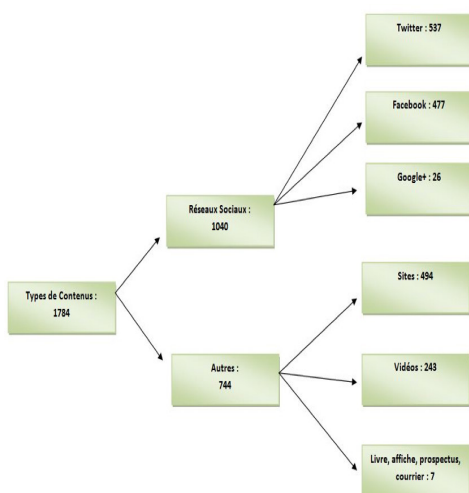 Twitter : 537
Facebook : 477
Google+ : 26
Réseaux Sociaux :
1040
Types de Contenus :
1784
Sites : 494
Autres :
744
Vidéos : 243
Livre, affiche, prospectus,
courrier : 7